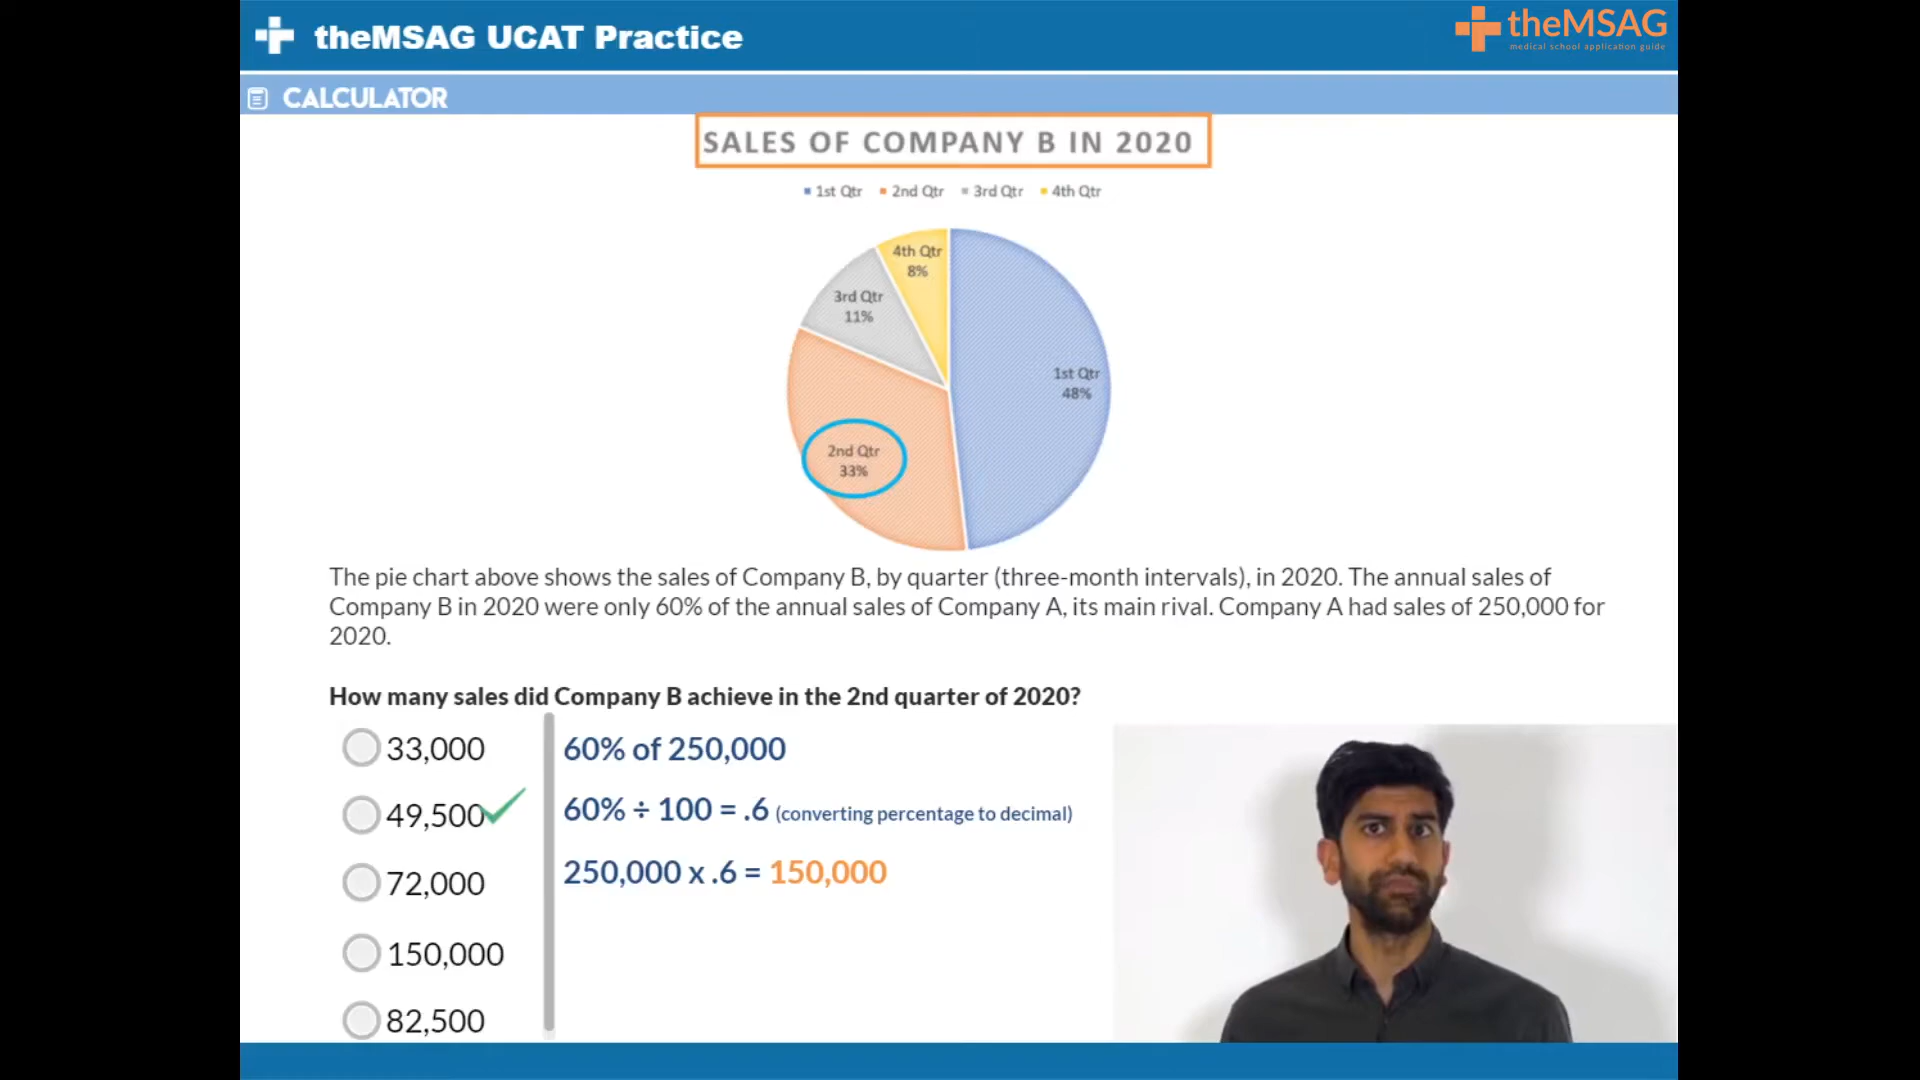 theMSAG UCAT Practice
theMSAG
medical school application guide
CALCULATOR
SALES OF COMPANY B IN 2020
1st Qtr 2nd Qtr 3rd Qtr 4th Qtr
4th Qtr
8%
3rd Qtr
11%
1st Qtr
48%
2nd Qtr
33%
The pie chart above shows the sales of Company B, by quarter (three-month intervals), in 2020. The annual sales of
Company B in 2020 were only 60% of the annual sales of Company A, its main rival. Company A had sales of 250,000 for
2020.
How many sales did Company B achieve in the 2nd quarter of 2020?
33,000
49,500
72,000
150,000
82,500
60% of 250,000
60% ÷ 100 = .6 (converting percentage to decimal)
250,000 x .6 = 150,000